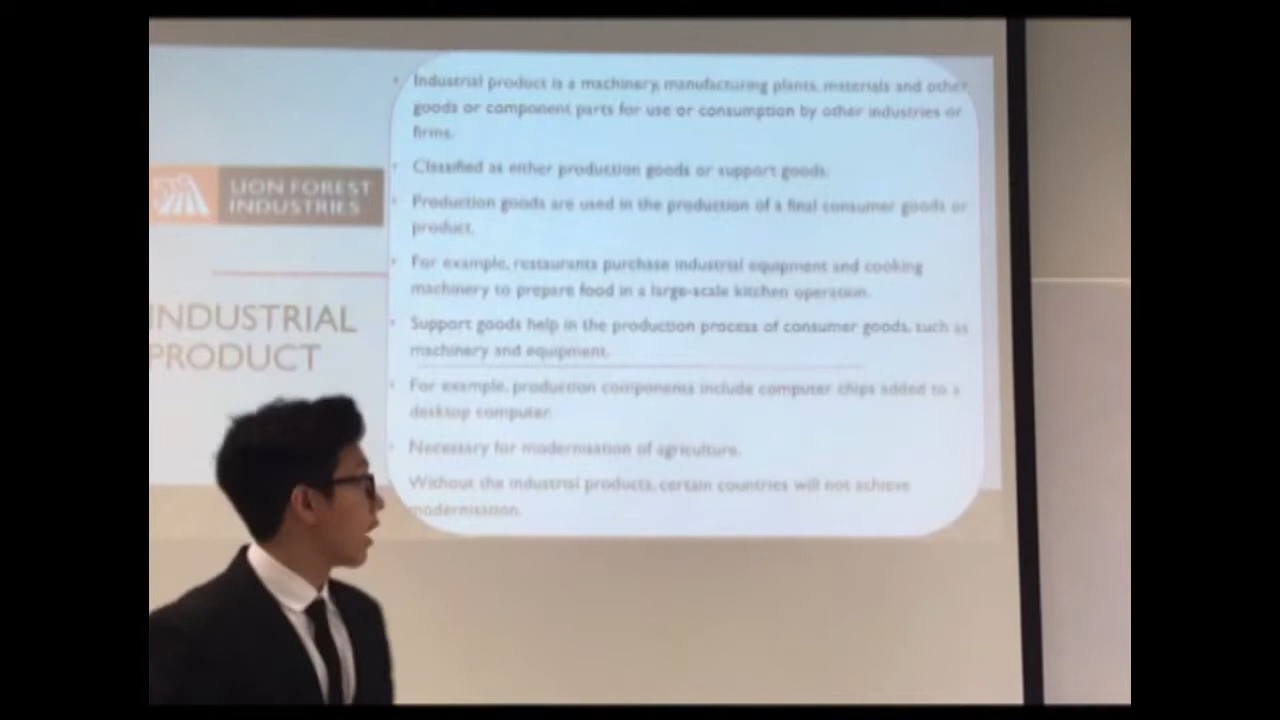 LION FOREST
INDUSTRIES
INDUSTRIAL
PRODUCT
• Industrial product is a machinery, manufacturing plants, materials and other
goods or component parts for use or consumption by other industries or
firms.
• Classified as either production goods or support goods.
• Production goods are used in the production of a final consumer goods or
product.
• For example, restaurants purchase industrial equipment and cooking
machinery to prepare food in a large-scale kitchen operation.
• Support goods help in the production process of consumer goods, such as
machinery and equipment.
• For example, production components include computer chips added to a
desktop computer.
• Necessary for modernisation of agriculture.
Without the industrial products, certain countries will not achieve
modernisation.